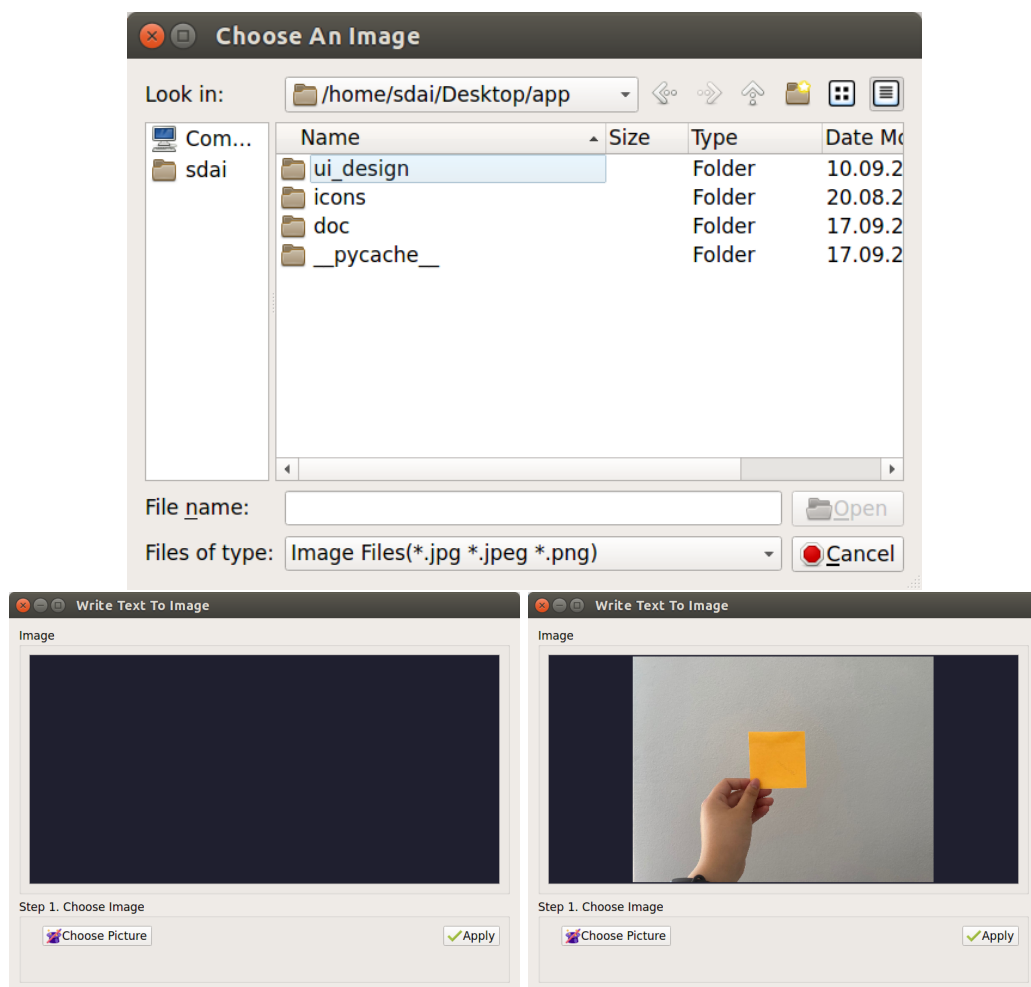 Choose An Image
Look in: /home/sdai/Desktop/app
Com...
sdai
Name Size Type Date Mo
ui_design Folder 10.09.2
icons Folder 20.08.2
doc Folder 17.09.2
__pycache__ Folder 17.09.2
File name: Open
Files of type: Image Files(*.jpg *.jpeg *.png) Cancel
Write Text To Image
Image
Step 1. Choose Image
Choose Picture Apply
Write Text To Image
Image
Step 1. Choose Image
Choose Picture Apply